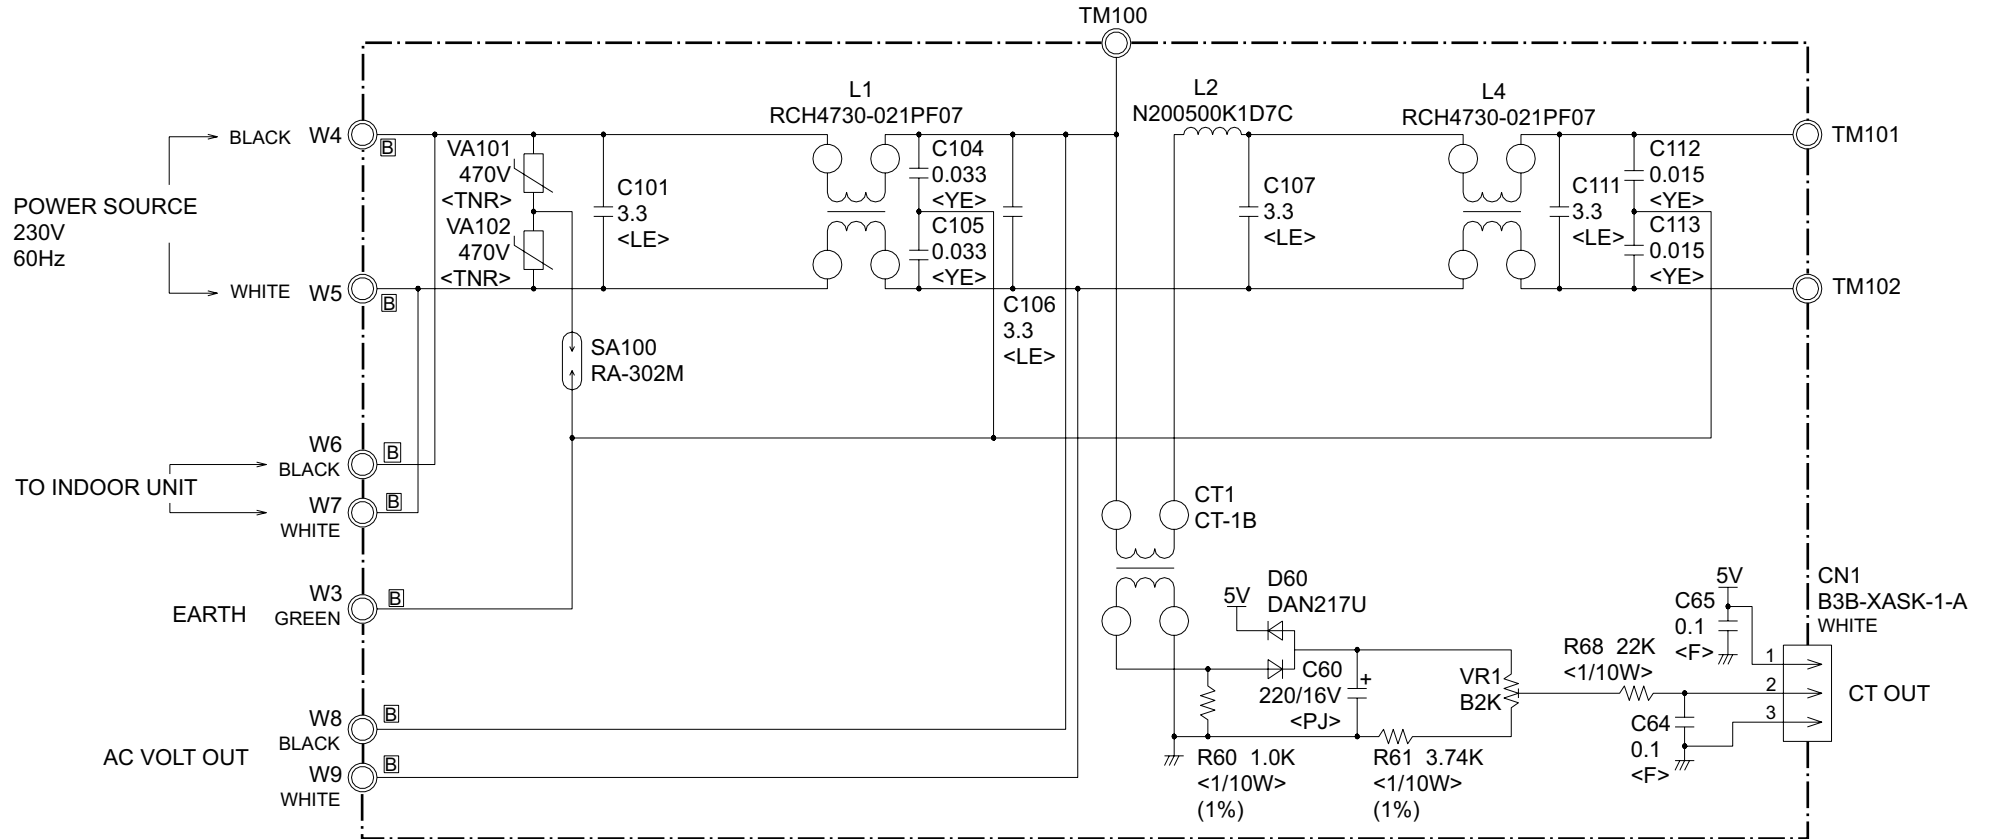 TM100
L1
RCH4730-021PF07
L2
N200500K1D7C
L4
RCH4730-021PF07
BLACK W4
B
VA101
470V
<TNR>
VA102
470V
<TNR>
C101
3.3
<LE>
C104
0.033
<YE>
C105
0.033
<YE>
C106
3.3
<LE>
C107
3.3
<LE>
C111
3.3
<LE>
C112
0.015
<YE>
C113
0.015
<YE>
TM101
TM102
POWER SOURCE
230V
60Hz
WHITE W5
B
SA100
RA-302M
TO INDOOR UNIT
W6
BLACK
B
W7
WHITE
B
CT1
CT-1B
EARTH
W3
GREEN
B
5V
D60
DAN217U
C60
220/16V
+
<PJ>
R60 1.0K
<1/10W>
(1%)
R61 3.74K
<1/10W>
(1%)
VR1
B2K
R68 22K
<1/10W>
5V
C65
0.1
<F>
C64
0.1
<F>
CN1
B3B-XASK-1-A
WHITE
1
2
3
CT OUT
AC VOLT OUT
W8
BLACK
B
W9
WHITE
B